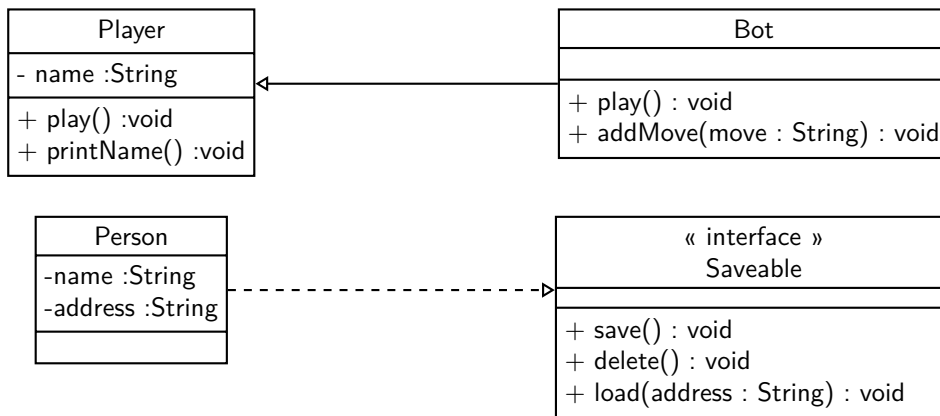 Player
- name :String
+ play() :void
+ printName() :void
Bot
+ play() : void
+ addMove(move : String) : void
Person
-name :String
-address :String
« interface »
Saveable
+ save() : void
+ delete() : void
+ load(address : String) : void